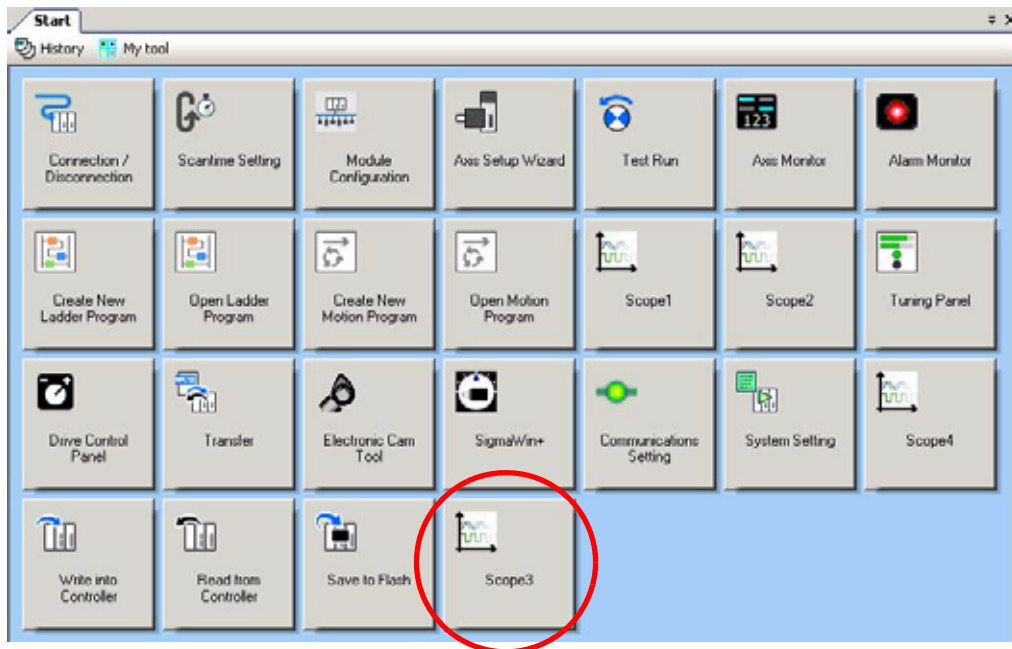 Start
History My tool
Connection /
Disconnection
Scantime Setting
Module
Configuration
Axis Setup Wizard
Test Run
123
Axis Monitor
Alarm Monitor
Create New
Ladder Program
Open Ladder
Program
Create New
Motion Program
Open Motion
Program
Scope1
Scope2
Tuning Panel
Drive Control
Panel
Transfer
Electronic Cam
Tool
SigmaWin+
Communications
Setting
System Setting
Scope4
Write into
Controller
Read from
Controller
Save to Flash
Scope3